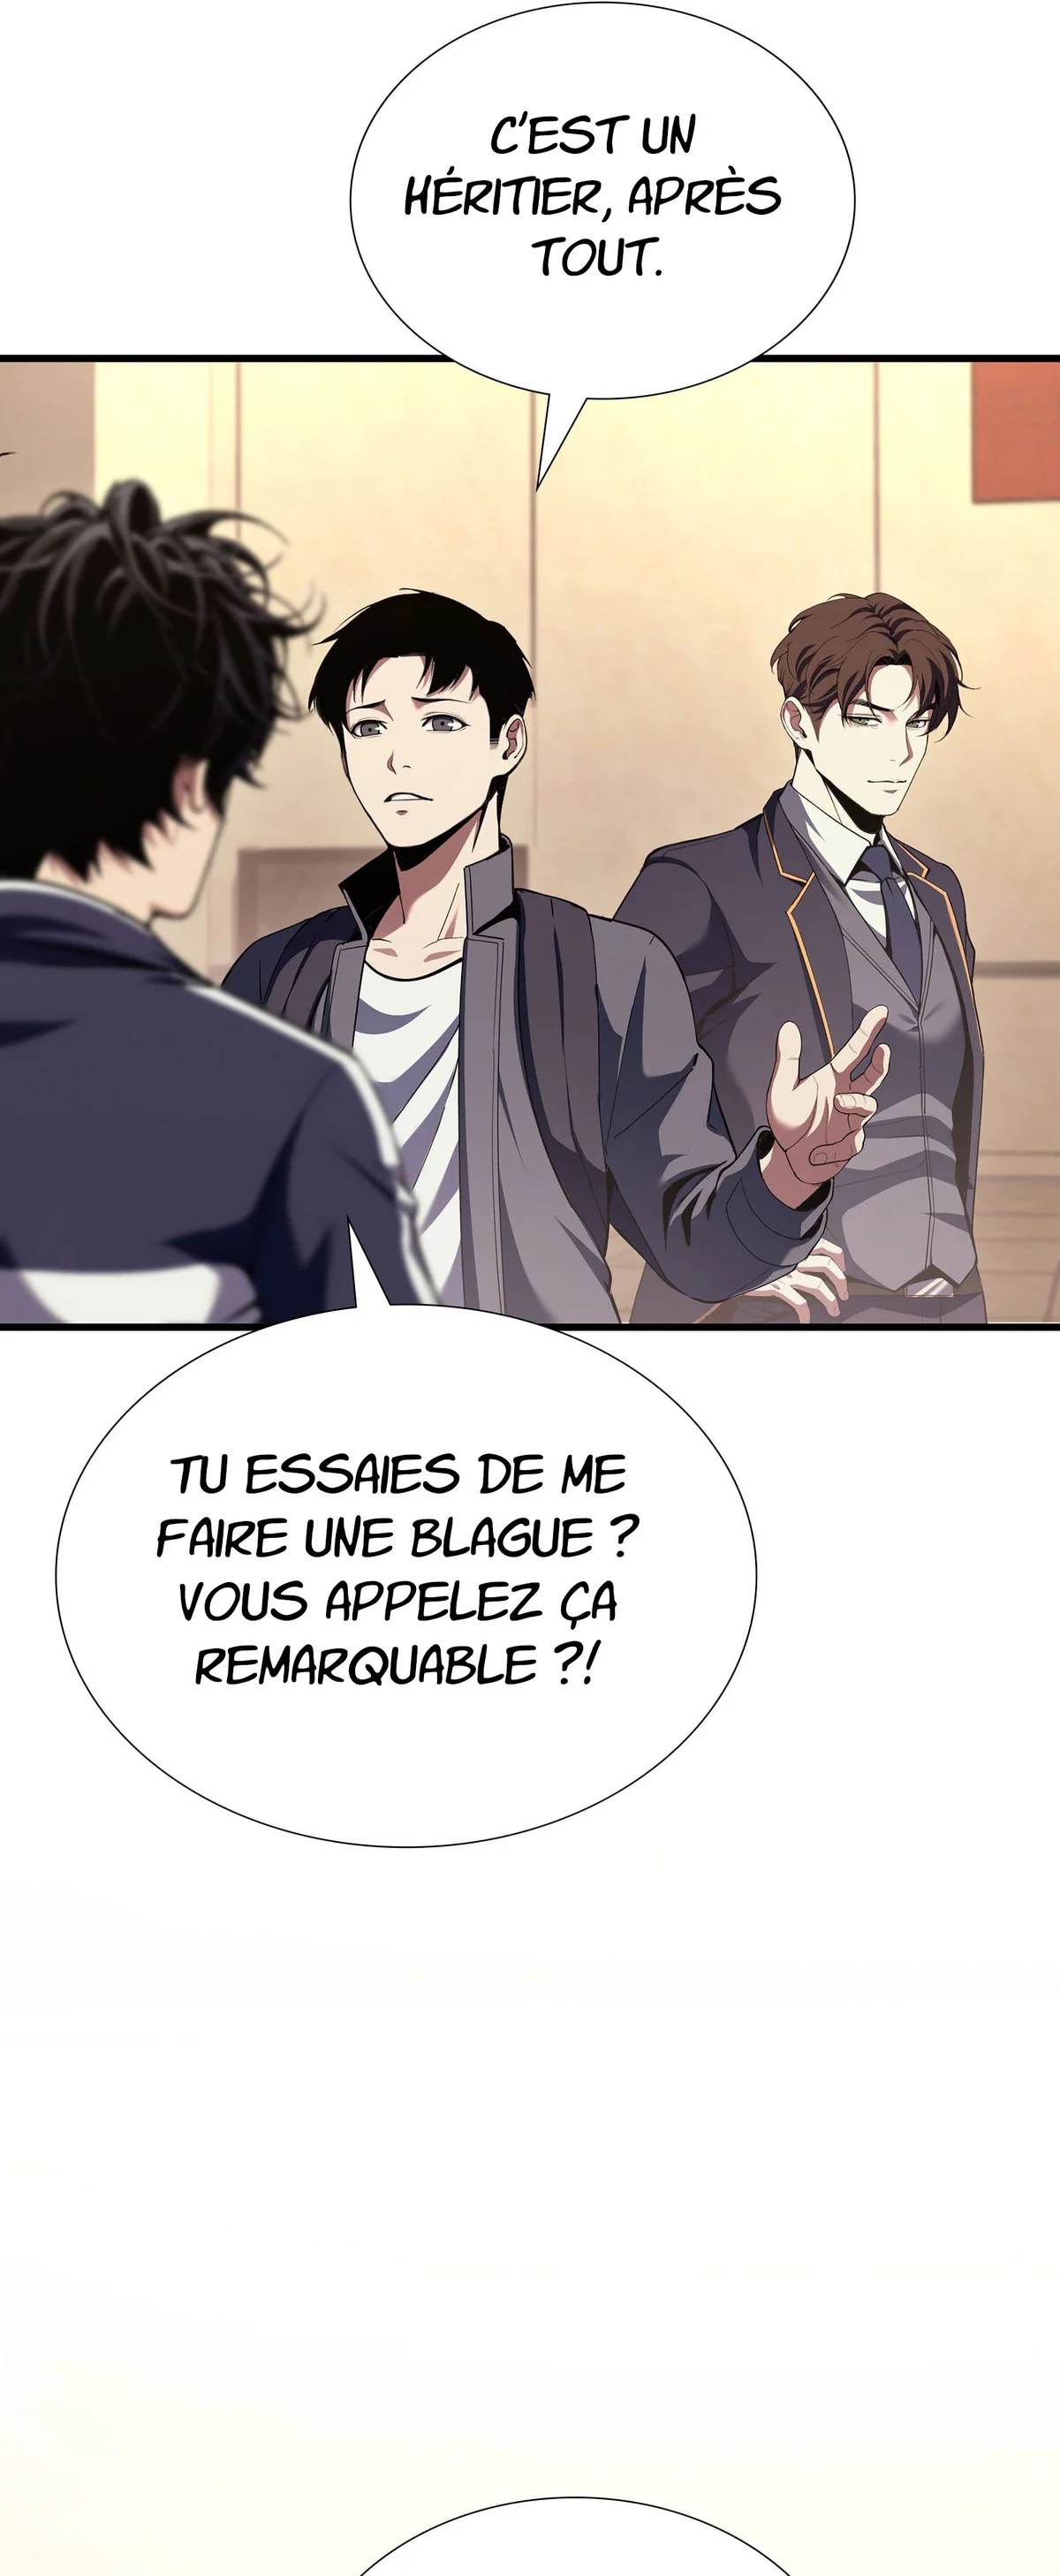 C'EST UN
HÉRITIER, APRÈS
TOUT.
TU ESSAIES DE ME
FAIRE UNE BLAGUE ?
VOUS APPELEZ ÇA
REMARQUABLE ?!